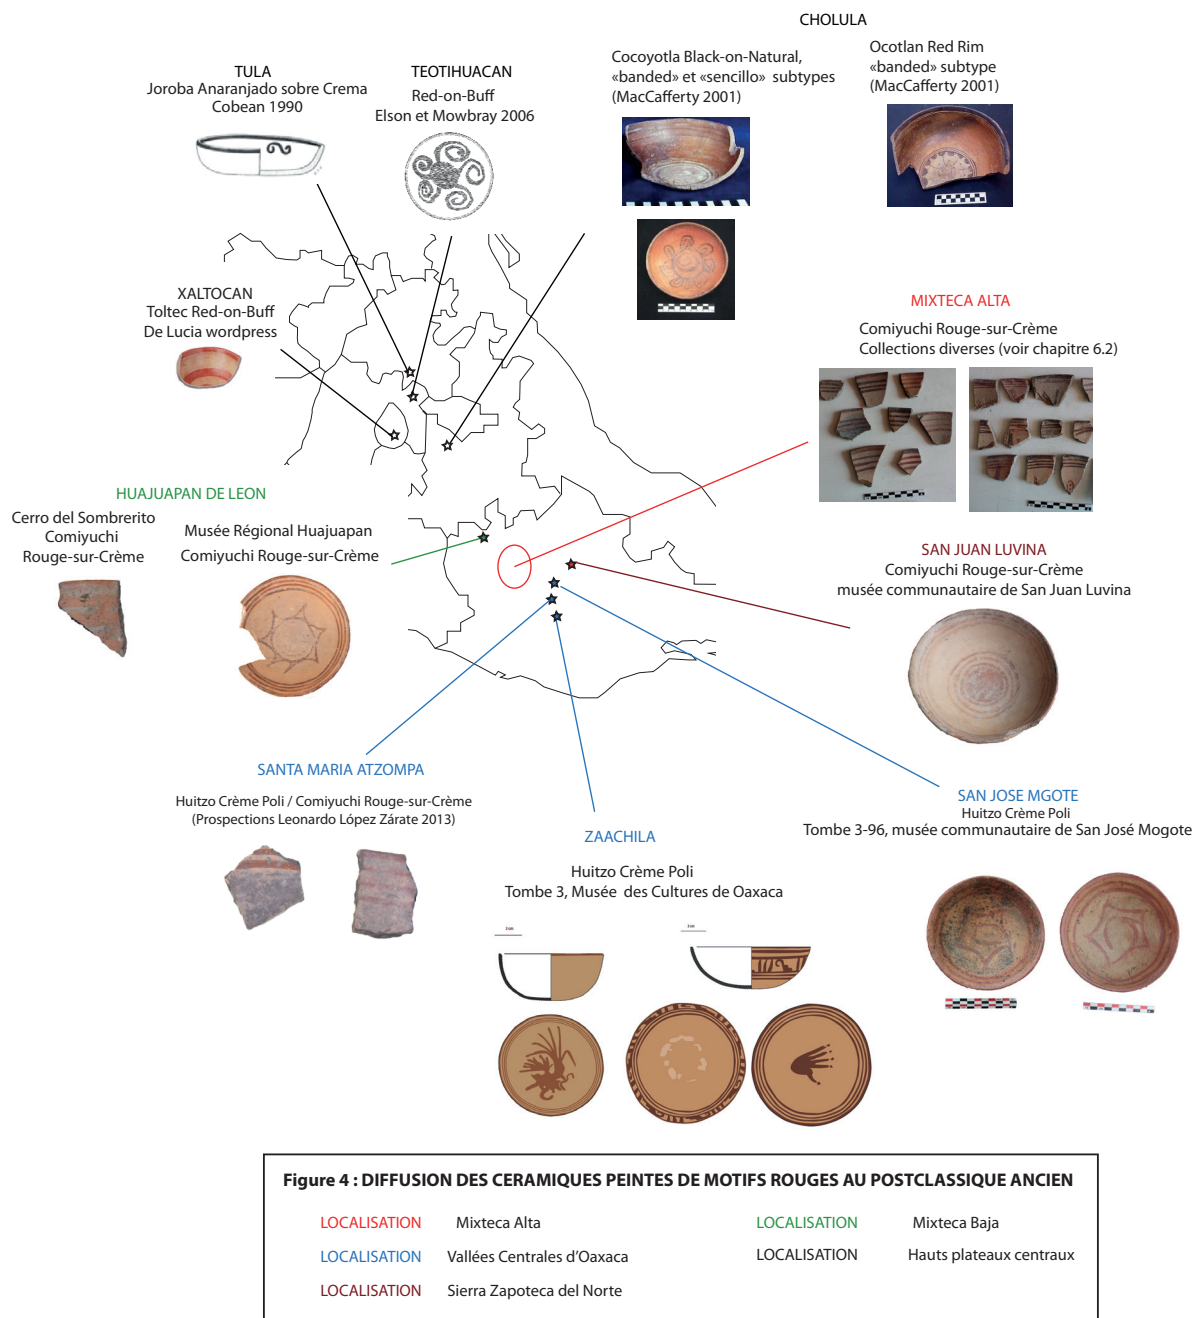 CHOLULA
TULA
Joroba Anaranjado sobre Crema
Cobean 1990
TEOTIHUACAN
Red-on-Buff
Elson et Mowbray 2006
Cocoyotla Black-on-Natural,
«banded» et «sencillo» subtypes
(MacCafferty 2001)
Ocotlan Red Rim
«banded» subtype
(MacCafferty 2001)
XALTOCAN
Toltec Red-on-Buff
De Lucia wordpress
MIXTECA ALTA
Comiyuchi Rouge-sur-Crème
Collections diverses (voir chapitre 6.2)
HUAJUAPAN DE LEON
Cerro del Sombrerito
Comiyuchi
Rouge-sur-Crème
Musée Régional Huajuapan
Comiyuchi Rouge-sur-Crème
SAN JUAN LUVINA
Comiyuchi Rouge-sur-Crème
musée communautaire de San Juan Luvina
SANTA MARIA ATZOMPA
Huitzo Crème Poli / Comiyuchi Rouge-sur-Crème
(Prospections Leonardo López Zárate 2013)
ZAACHILA
Huitzo Crème Poli
Tombe 3, Musée des Cultures de Oaxaca
SAN JOSE MGOTE
Huitzo Crème Poli
Tombe 3-96, musée communautaire de San José Mogote
Figure 4 : DIFFUSION DES CERAMIQUES PEINTES DE MOTIFS ROUGES AU POSTCLASSIQUE ANCIEN
LOCALISATION Mixteca Alta
LOCALISATION Vallées Centrales d'Oaxaca
LOCALISATION Sierra Zapoteca del Norte
LOCALISATION Mixteca Baja
LOCALISATION Hauts plateaux centraux